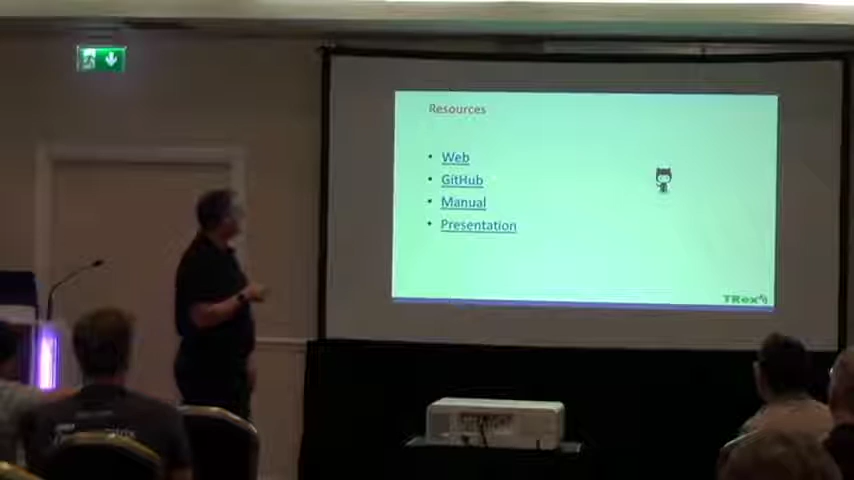 Resources
Web
GitHub
Manual
Presentation
TRex